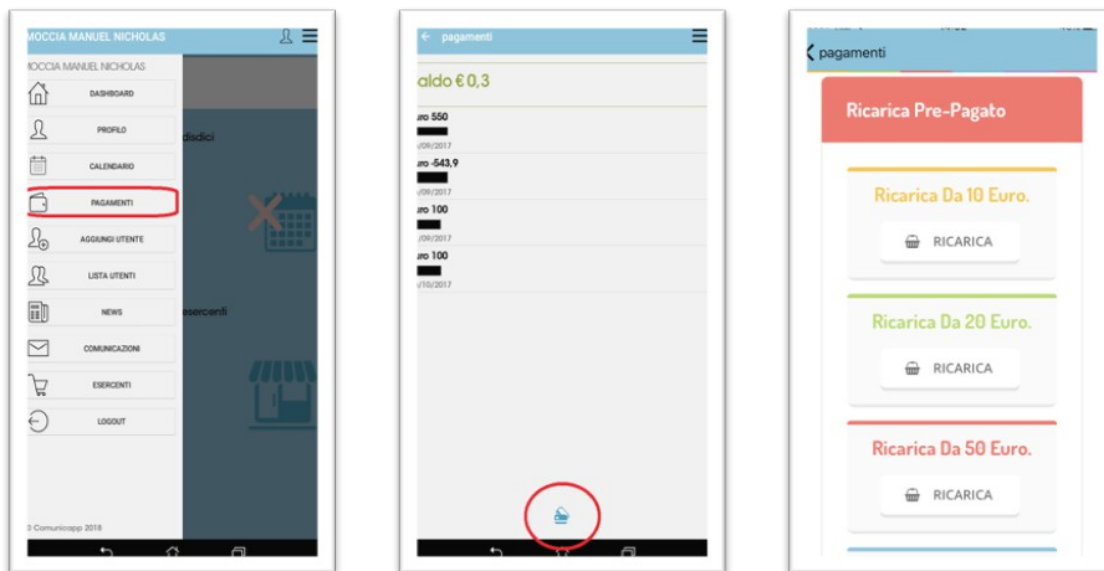 MOCCIA MANUEL NICHOLAS
MOCCIA MANUEL NICHOLAS
DASHBOARD
PROFILO
CALENDARIO
PAGAMENTI
AGGIUNGI UTENTE
LISTA UTENTI
NEWS
COMUNICAZIONI
ESERCENTI
LOGOUT
disdici
esercenti
Comunicapp 2018
pagamenti
aldo € 0,3
uro 550
/09/2017
uro -543,9
/09/2017
uro 100
/09/2017
uro 100
/10/2017
pagamenti
Ricarica Pre-Pagato
Ricarica Da 10 Euro.
RICARICA
Ricarica Da 20 Euro.
RICARICA
Ricarica Da 50 Euro.
RICARICA